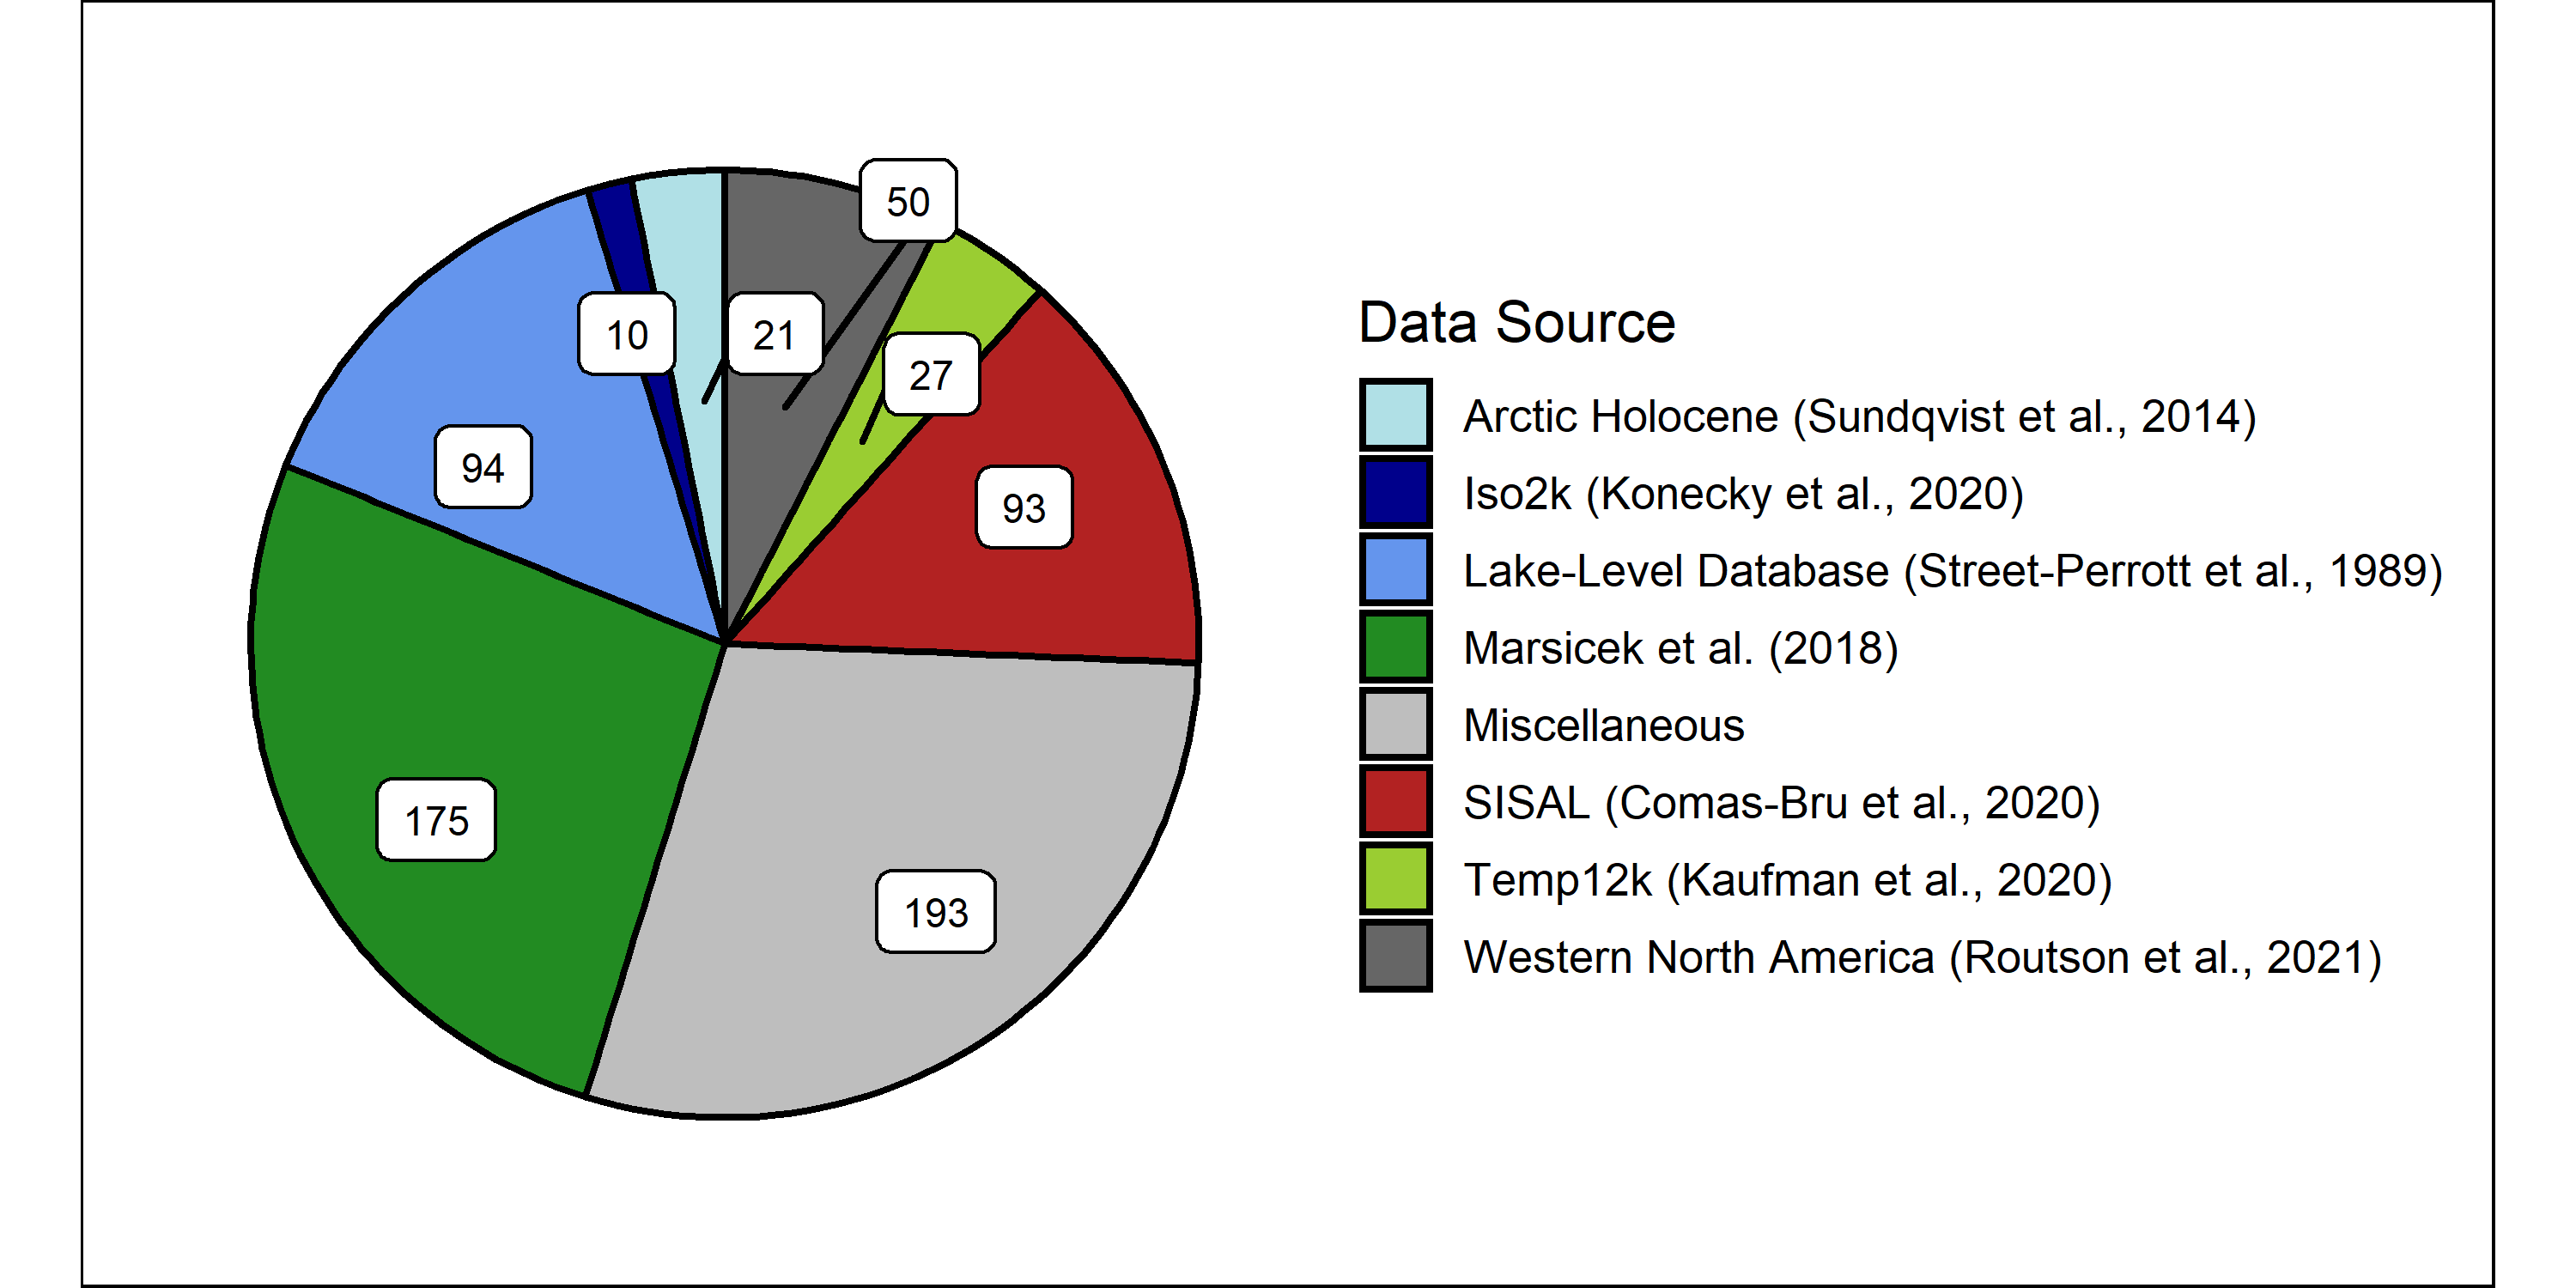 50
10
21
27
94
93
175
193
Data Source
Arctic Holocene (Sundqvist et al., 2014)
Iso2k (Konecky et al., 2020)
Lake-Level Database (Street-Perrott et al., 1989)
Marsicek et al. (2018)
Miscellaneous
SISAL (Comas-Bru et al., 2020)
Temp12k (Kaufman et al., 2020)
Western North America (Routson et al., 2021)